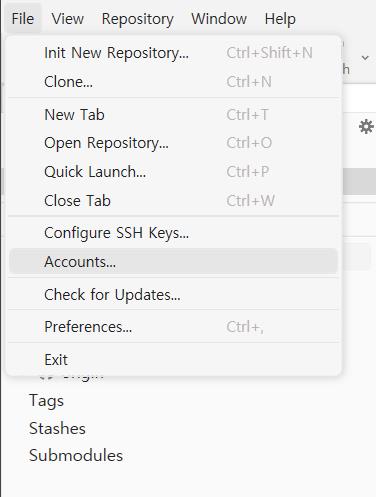 File View Repository Window Help
Init New Repository... Ctrl+Shift+N
Clone... Ctrl+N
New Tab Ctrl+T
Open Repository... Ctrl+O
Quick Launch... Ctrl+P
Close Tab Ctrl+W
Configure SSH Keys...
Accounts...
Check for Updates...
Preferences... Ctrl+,
Exit
Tags
Stashes
Submodules